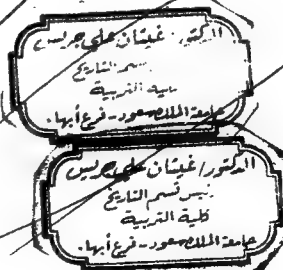 الدكتور . غيثان علي جريس
قسم التاريخ
كلية التربية
جامعة الملك سعود - فرع أبها .
الدكتور / غيثان علي جريس
رئيس قسم التاريخ
كلية التربية
جامعة الملك سعود - فرع أبها .